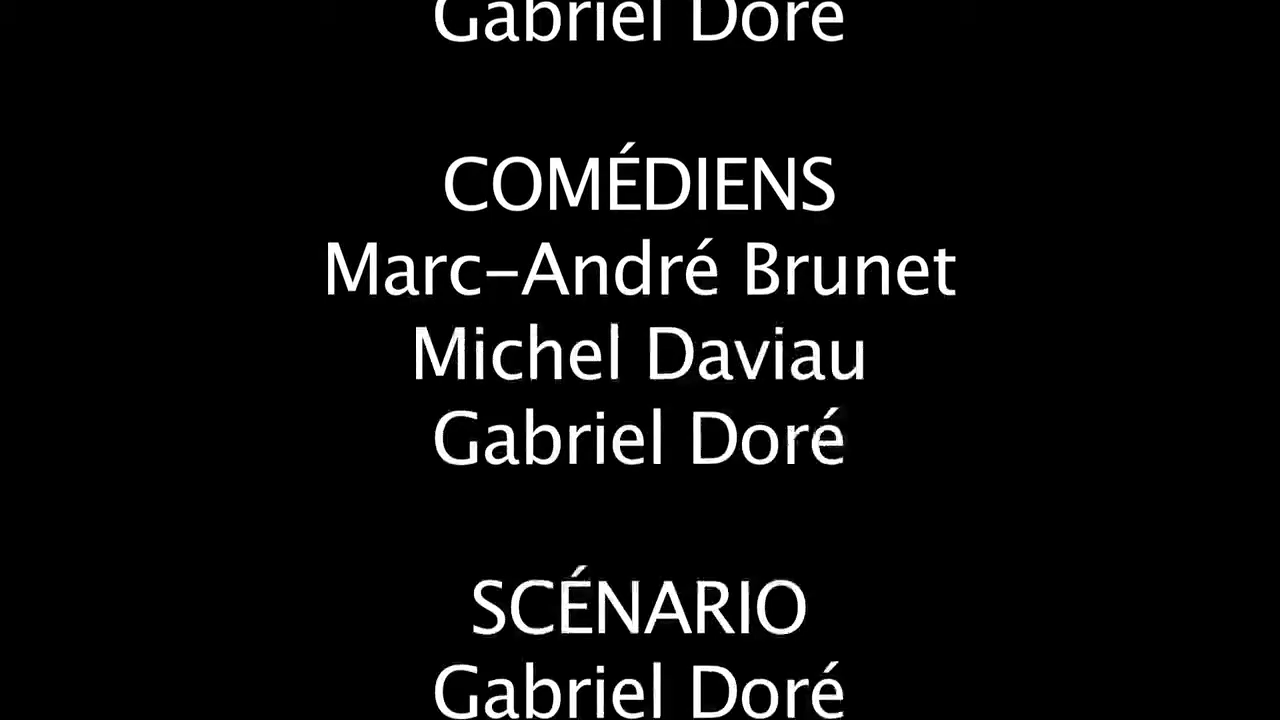 Gabriel Doré
COMÉDIENS
Marc-André Brunet
Michel Daviau
Gabriel Doré
SCÉNARIO
Gabriel Doré